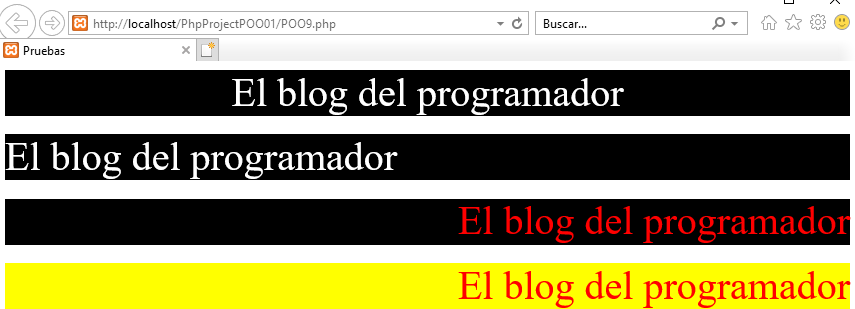 http://localhost/PhpProjectPOO01/POO9.php
Buscar...
Pruebas
El blog del programador
El blog del programador
El blog del programador
El blog del programador